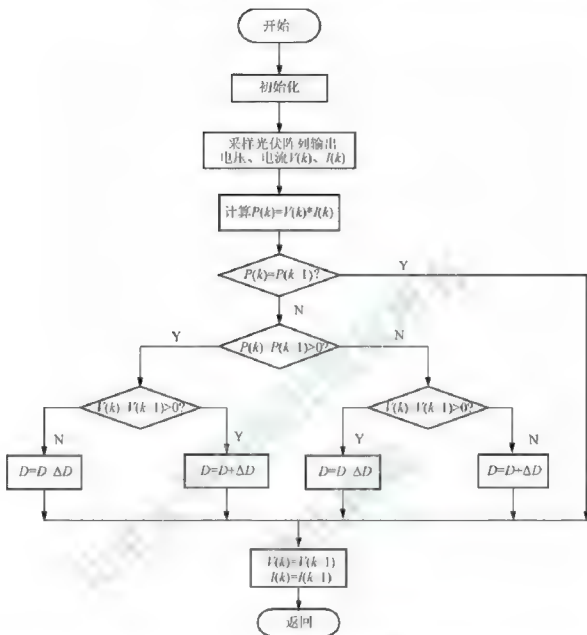 开始
初始化
采样光伏阵列输出
电压、电流V(k)、I(k)
计算P(k)=V(k)*I(k)
P(k)=P(k 1)?
Y
N
Y
P(k) P(k 1)>0?
N
V(k) V(k 1)>0?
V(k) V(k 1)>0?
N
Y
Y
N
D=D ΔD
D=D+ΔD
D=D ΔD
D=D+ΔD
V(k)=V(k 1)
I(k)=I(k 1)
返回